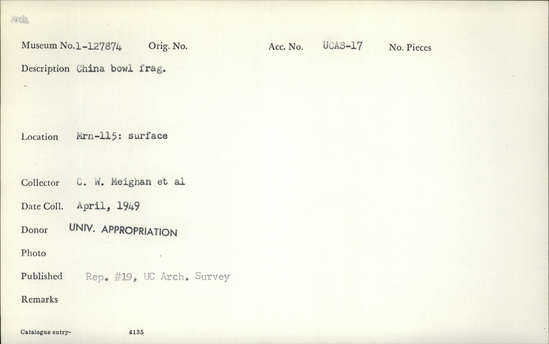 Arch
Museum No. 1-127874 Orig. No. Acc. No. UCAS-17 No. Pieces
Description China bowl frag.
Location Mrn-115: surface
Collector C. W. Meighan et al
Date Coll. April, 1949
Donor UNIV. APPROPRIATION
Photo
Published Rep. #19, UC Arch. Survey
Remarks
Catalogue entry- 4135